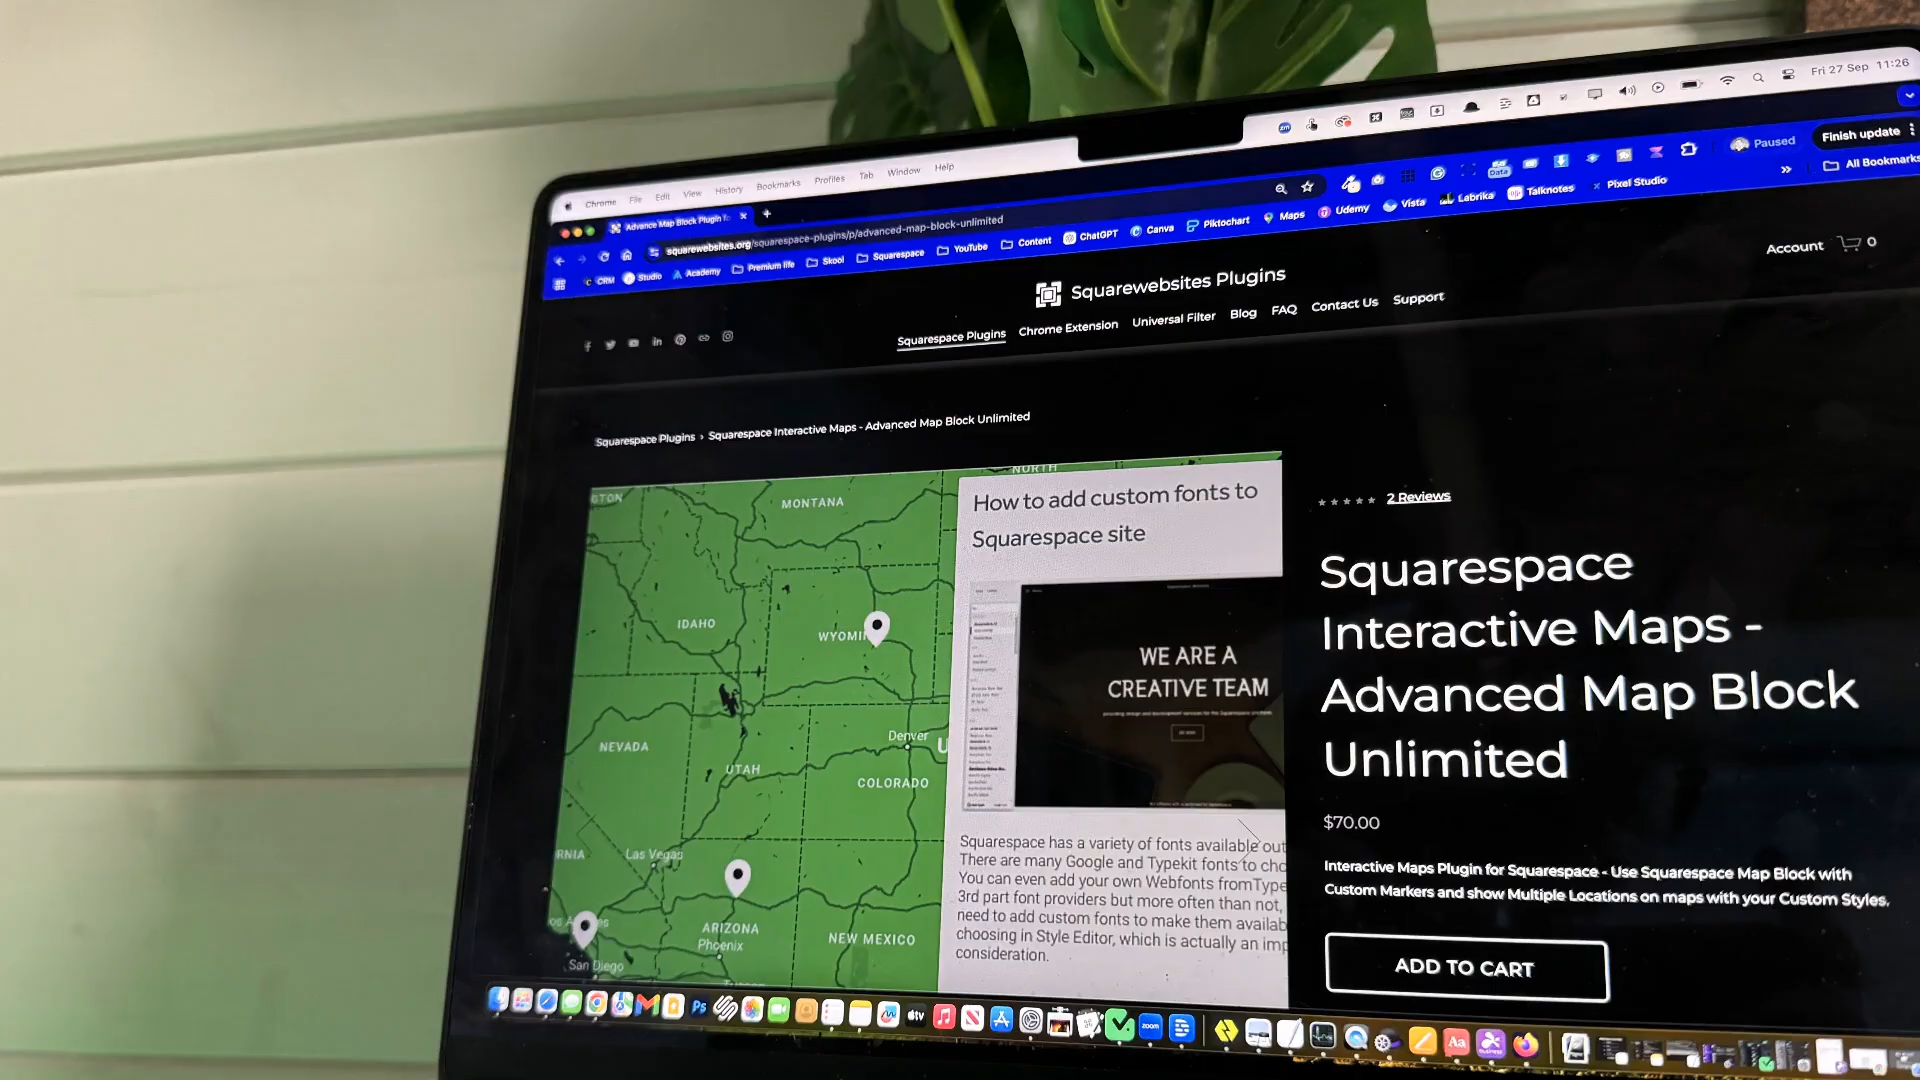 Chrome File Edit View History Bookmarks Profiles Tab Window Help
Fri 27 Sep 11:26
Advance Map Block Plugin f
squarewebsites.org/squarespace-plugins/p/advanced-map-block-unlimited
Data
Paused
Finish update
CRM Studio Academy Premium life Skool Squarespace YouTube Content ChatGPT Canva Piktochart Maps Udemy Vista Labrika Talknotes Pixel Studio
All Bookmarks
Squarewebsites Plugins
Account 0
Squarespace Plugins Chrome Extension Universal Filter Blog FAQ Contact Us Support
Squarespace Plugins › Squarespace Interactive Maps - Advanced Map Block Unlimited
GTON
MONTANA
NORTH
IDAHO
WYOMI
NEVADA
UTAH
Denver
COLORADO
U
RNIA
Las Vegas
ARIZONA
Phoenix
NEW MEXICO
San Diego
How to add custom fonts to
Squarespace site
WE ARE A
CREATIVE TEAM
Squarespace has a variety of fonts available out
There are many Google and Typekit fonts to cho
You can even add your own Webfonts fromType
3rd part font providers but more often than not,
need to add custom fonts to make them availab
choosing in Style Editor, which is actually an imp
consideration.
2 Reviews
Squarespace
Interactive Maps -
Advanced Map Block
Unlimited
$70.00
Interactive Maps Plugin for Squarespace - Use Squarespace Map Block with
Custom Markers and show Multiple Locations on maps with your Custom Styles.
ADD TO CART
Ps
tv
zoom
Aa